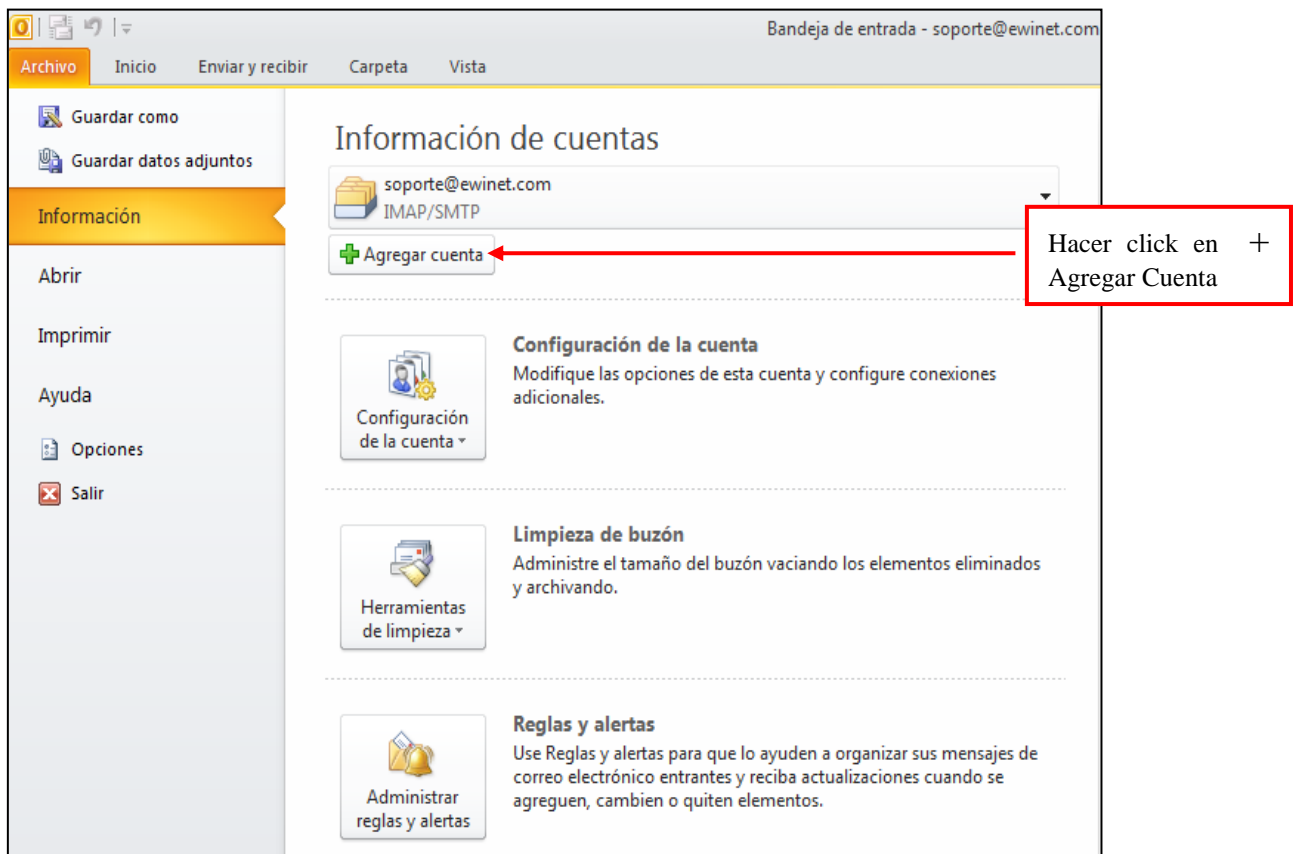 Bandeja de entrada - soporte@ewinet.com
Archivo Inicio Enviar y recibir Carpeta Vista
Guardar como
Guardar datos adjuntos
Información
Abrir
Imprimir
Ayuda
Opciones
Salir
Información de cuentas
soporte@ewinet.com
IMAP/SMTP
Agregar cuenta
Hacer click en +
Agregar Cuenta
Configuración
de la cuenta
Configuración de la cuenta
Modifique las opciones de esta cuenta y configure conexiones
adicionales.
Herramientas
de limpieza
Limpieza de buzón
Administre el tamaño del buzón vaciando los elementos eliminados
y archivando.
Administrar
reglas y alertas
Reglas y alertas
Use Reglas y alertas para que lo ayuden a organizar sus mensajes de
correo electrónico entrantes y reciba actualizaciones cuando se
agreguen, cambien o quiten elementos.